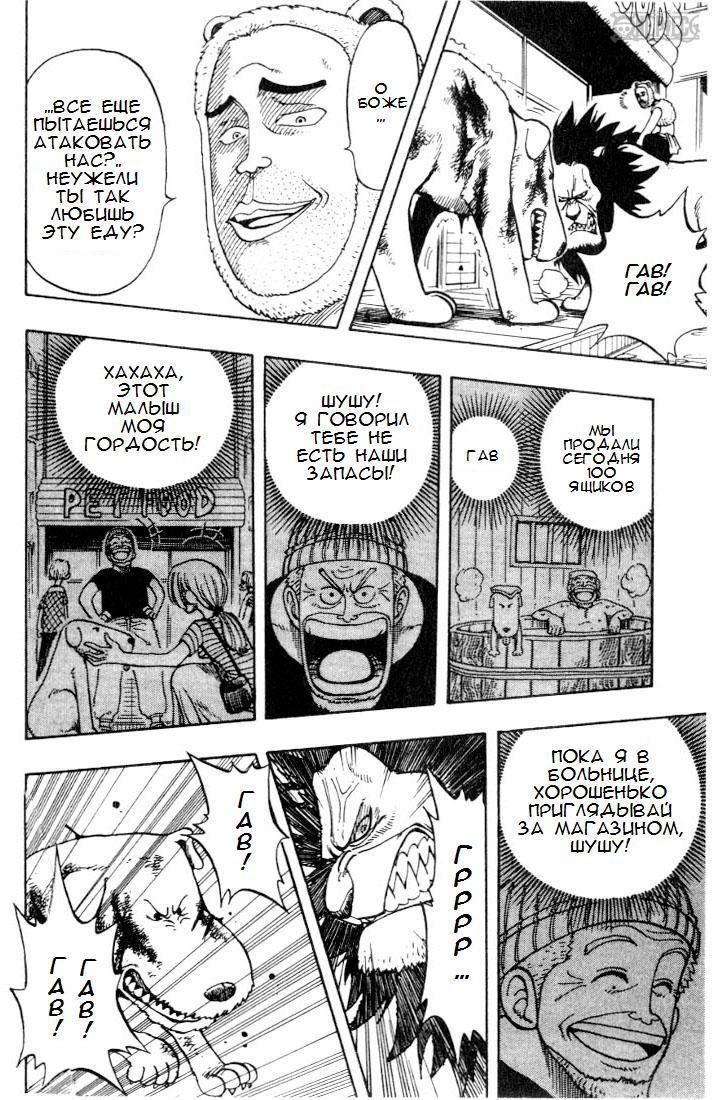 ГАВ!
ГАВ!
О
БОЖЕ
...
...ВСЕ ЕЩЕ
ПЫТАЕШЬСЯ
АТАКОВАТЬ
НАС?..
НЕУЖЕЛИ
ТЫ ТАК
ЛЮБИШЬ
ЭТУ ЕДУ?
МЫ
ПРОДАЛИ
СЕГОДНЯ
100
ЯЩИКОВ
ГАВ
ШУШУ!
Я ГОВОРИЛ
ТЕБЕ НЕ
ЕСТЬ НАШИ
ЗАПАСЫ!
ХАХАХА,
ЭТОТ
МАЛЫШ
МОЯ
ГОРДОСТЬ!
PET FOOD
ПОКА Я В
БОЛЬНИЦЕ,
ХОРОШЕНЬКО
ПРИГЛЯДЫВАЙ
ЗА МАГАЗИНОМ,
ШУШУ!
ГРРРР...
ГАВ!
ГАВ!
ГАВ!